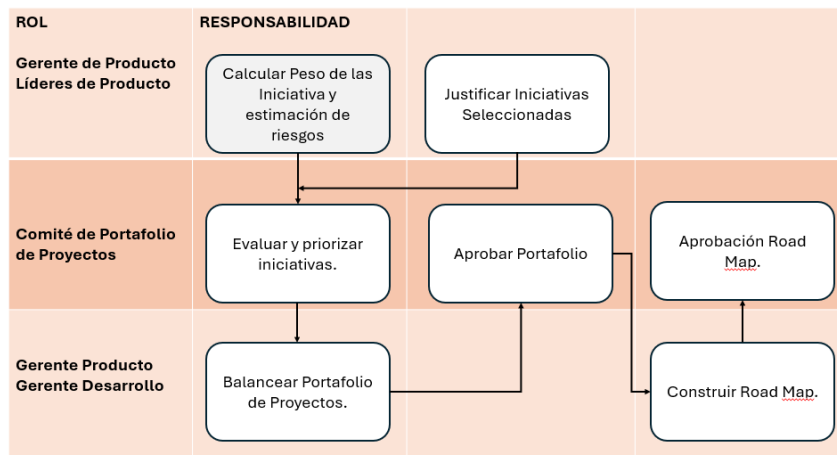 ROL
RESPONSABILIDAD
Gerente de Producto
Líderes de Producto
Calcular Peso de las
Iniciativa y
estimación de
riesgos
Justificar Iniciativas
Seleccionadas
Comité de Portafolio
de Proyectos
Evaluar y priorizar
iniciativas.
Aprobar Portafolio
Aprobación Road
Map.
Gerente Producto
Gerente Desarrollo
Balancear Portafolio
de Proyectos.
Construir Road Map.